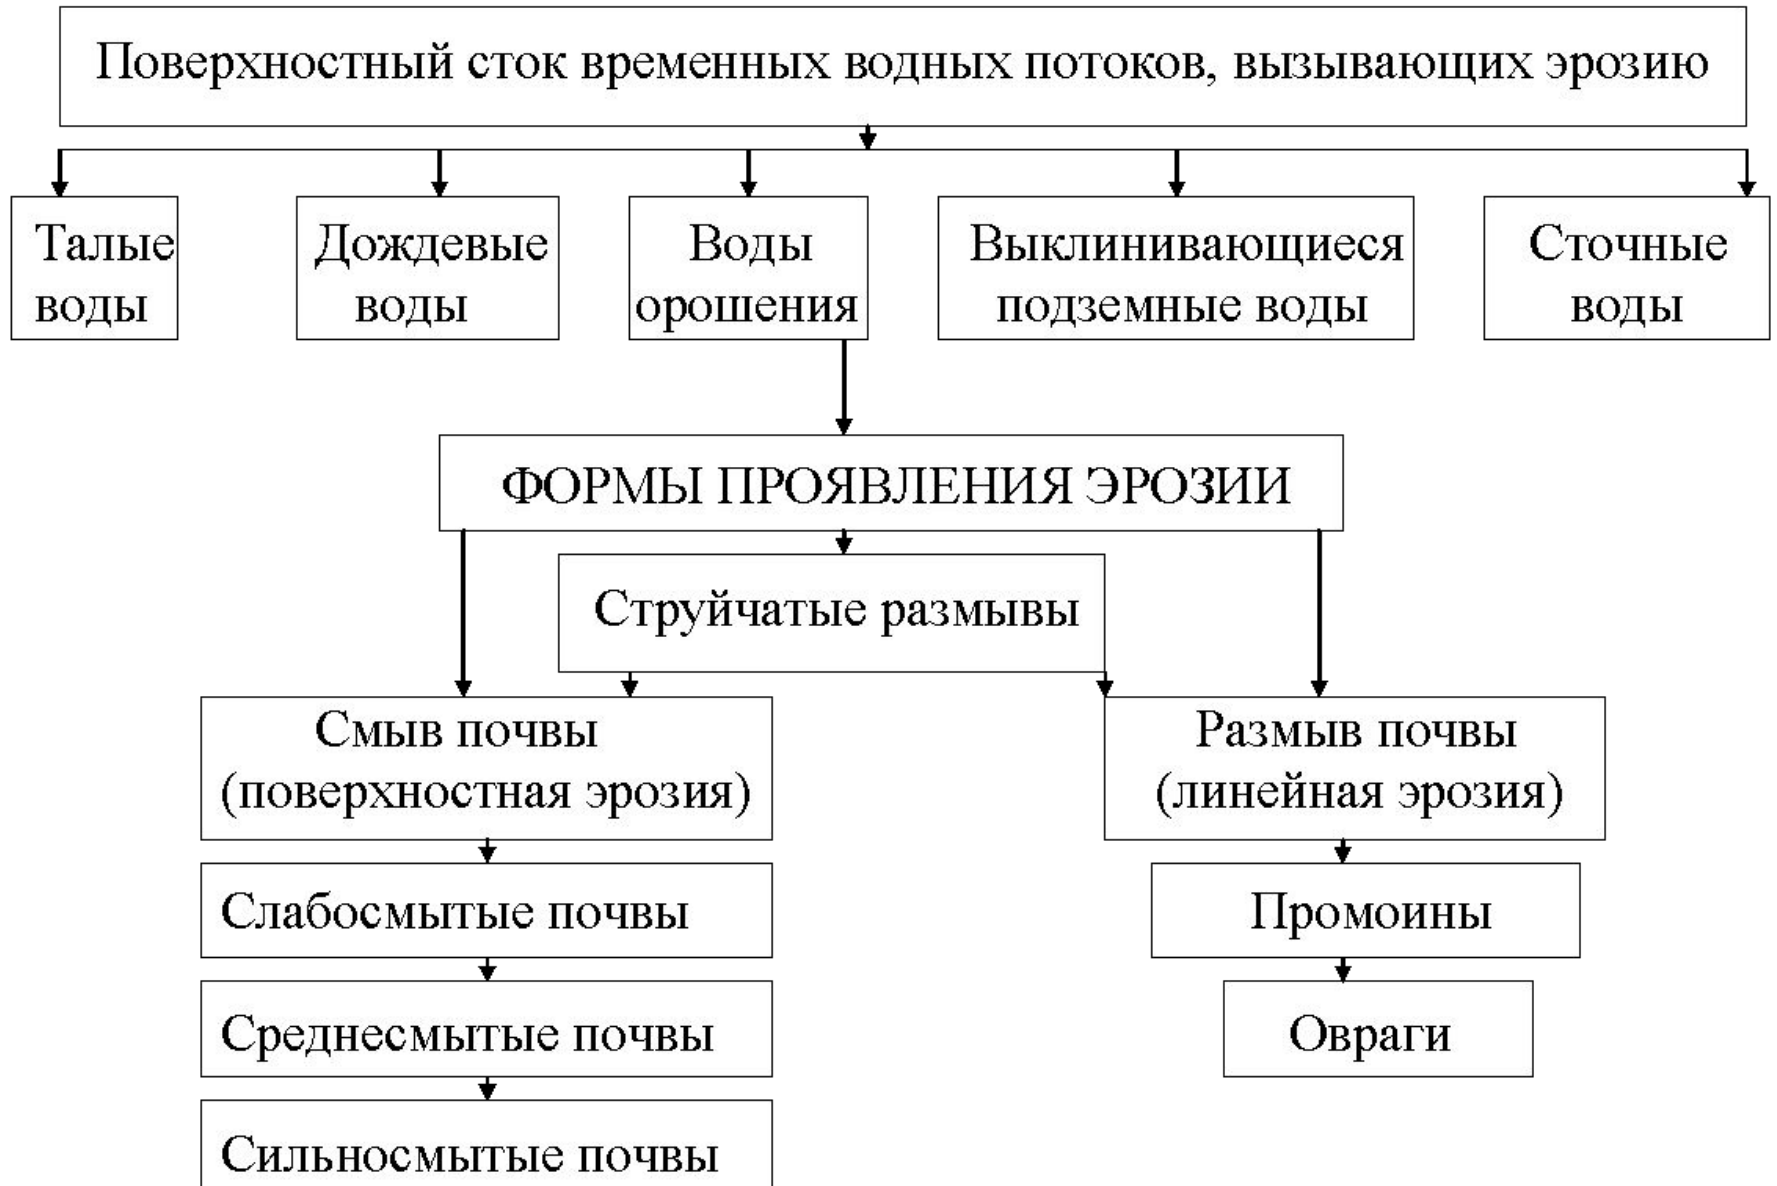 Поверхностный сток временных водных потоков, вызывающих эрозию
Талые
воды
Дождевые
воды
Воды
орошения
Выклинивающиеся
подземные воды
Сточные
воды
ФОРМЫ ПРОЯВЛЕНИЯ ЭРОЗИИ
Струйчатые размывы
Смыв почвы
(поверхностная эрозия)
Размыв почвы
(линейная эрозия)
Слабосмытые почвы
Промоины
Среднесмытые почвы
Овраги
Сильносмытые почвы